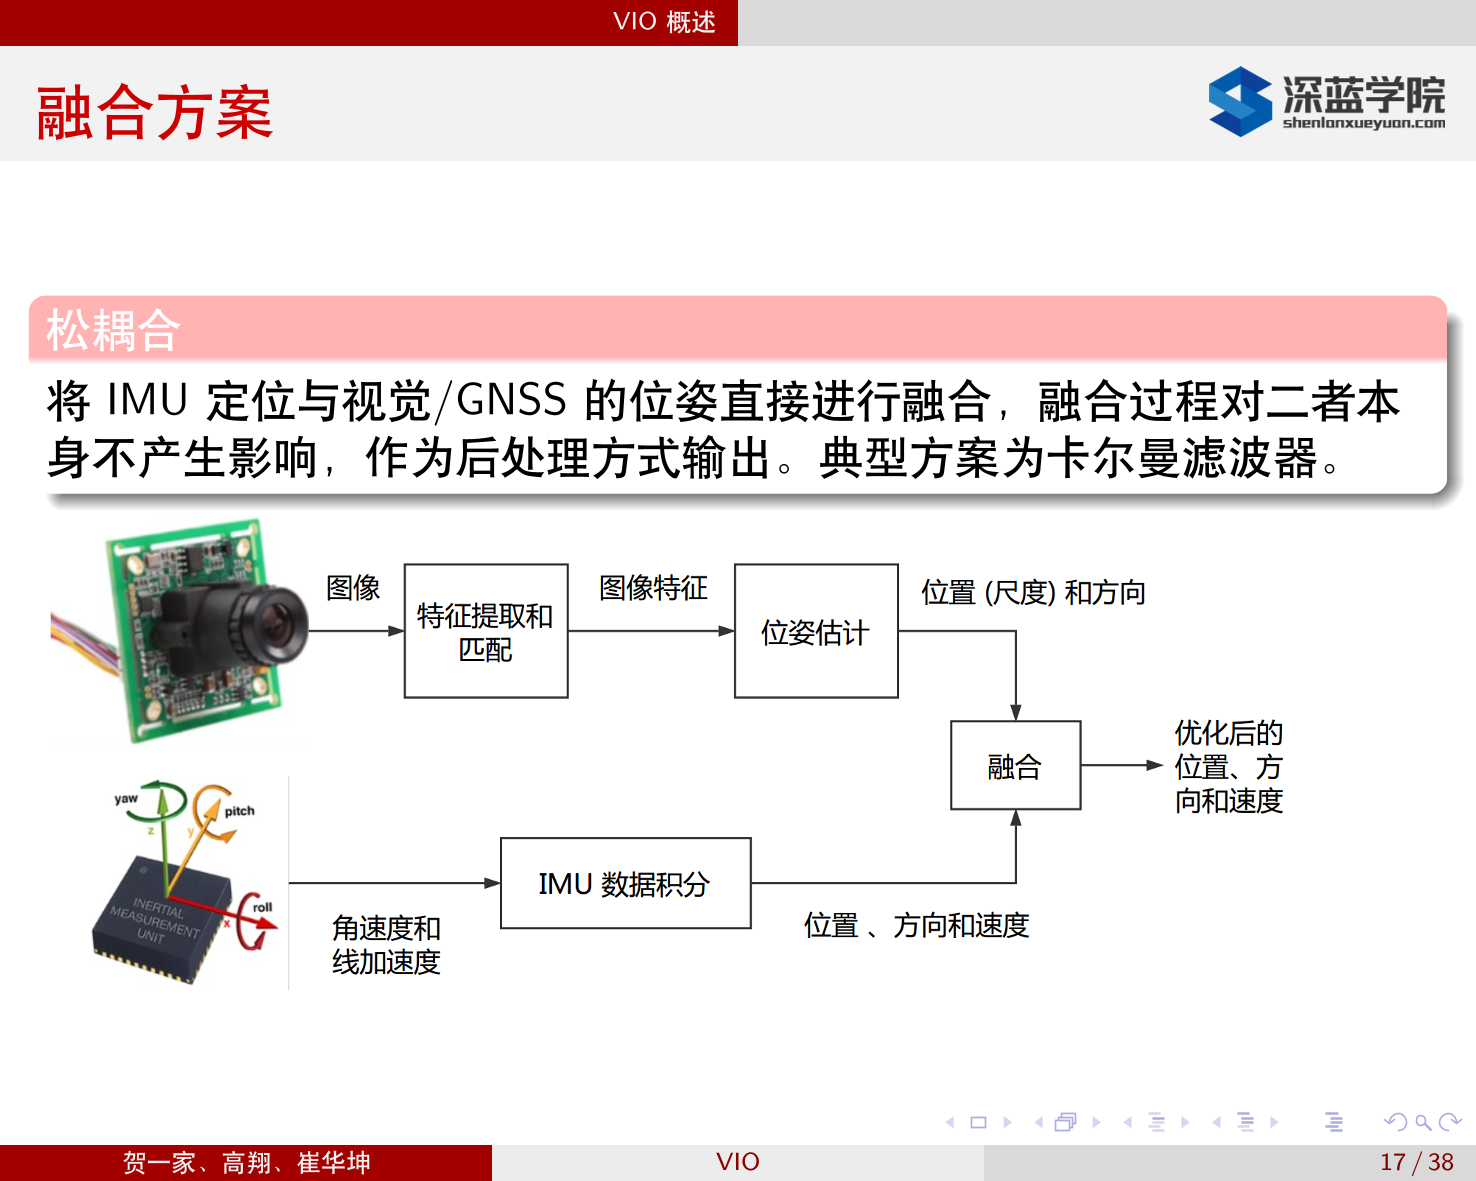 VIO 概述
融合方案
深蓝学院
shenlanxueyuan.com
松耦合
将 IMU 定位与视觉/GNSS 的位姿直接进行融合，融合过程对二者本
身不产生影响，作为后处理方式输出。典型方案为卡尔曼滤波器。
图像
特征提取和
匹配
图像特征
位姿估计
位置 (尺度) 和方向
融合
优化后的
位置、方
向和速度
yaw
z
y
pitch
roll
x
INERTIAL
MEASUREMENT
UNIT
角速度和
线加速度
IMU 数据积分
位置 、方向和速度
贺一家、高翔、崔华坤
VIO
17 / 38